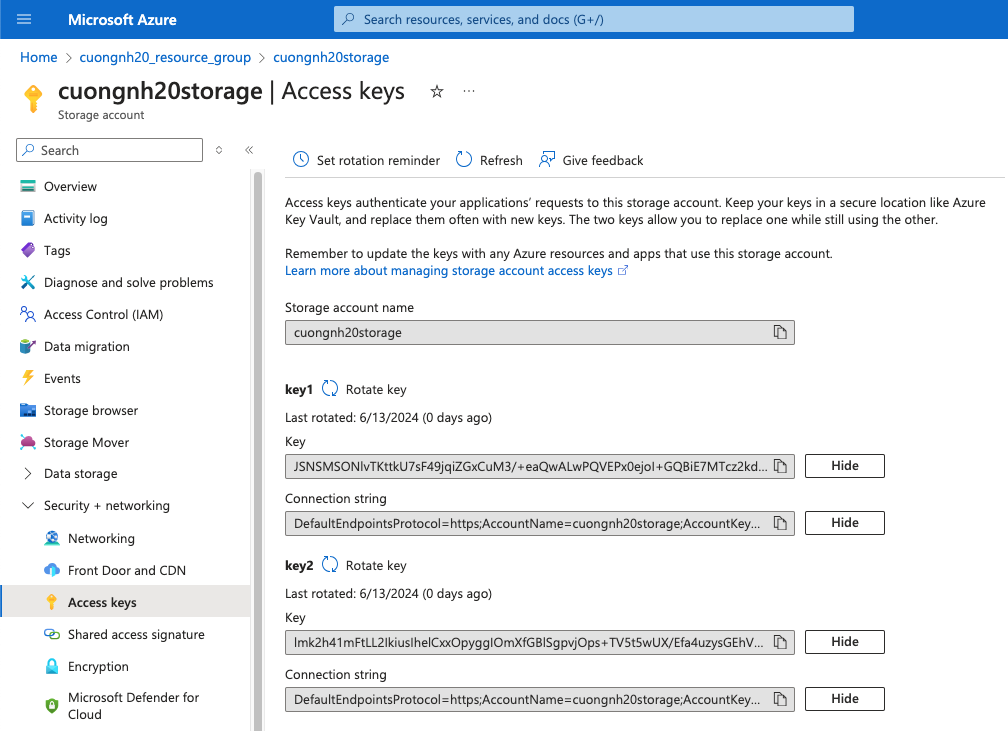 Microsoft Azure
Search resources, services, and docs (G+/)
Home > cuongnh20_resource_group > cuongnh20storage
cuongnh20storage | Access keys
Storage account
Search
Overview
Activity log
Tags
Diagnose and solve problems
Access Control (IAM)
Data migration
Events
Storage browser
Storage Mover
Data storage
Security + networking
Networking
Front Door and CDN
Access keys
Shared access signature
Encryption
Microsoft Defender for
Cloud
Set rotation reminder Refresh Give feedback
Access keys authenticate your applications’ requests to this storage account. Keep your keys in a secure location like Azure
Key Vault, and replace them often with new keys. The two keys allow you to replace one while still using the other.
Remember to update the keys with any Azure resources and apps that use this storage account.
Learn more about managing storage account access keys
Storage account name
cuongnh20storage
key1 Rotate key
Last rotated: 6/13/2024 (0 days ago)
Key
Hide
Connection string
DefaultEndpointsProtocol=https;AccountName=cuongnh20storage;AccountKey...
Hide
key2 Rotate key
Last rotated: 6/13/2024 (0 days ago)
Key
Hide
Connection string
DefaultEndpointsProtocol=https;AccountName=cuongnh20storage;AccountKey...
Hide